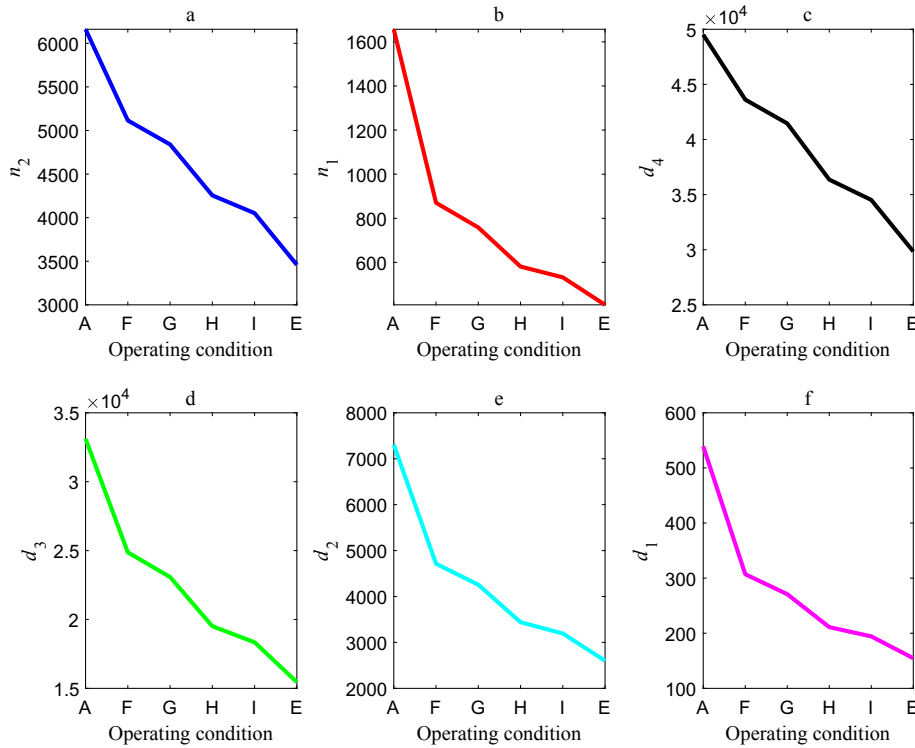 a
6000
5500
5000
4500
4000
3500
3000
n2
A F G H I E
Operating condition
b
1600
1400
1200
1000
800
600
n1
A F G H I E
Operating condition
c
×10^4
5
4.5
4
3.5
3
2.5
d4
A F G H I E
Operating condition
d
×10^4
3.5
3
2.5
2
1.5
d3
A F G H I E
Operating condition
e
8000
7000
6000
5000
4000
3000
2000
d2
A F G H I E
Operating condition
f
600
500
400
300
200
100
d1
A F G H I E
Operating condition